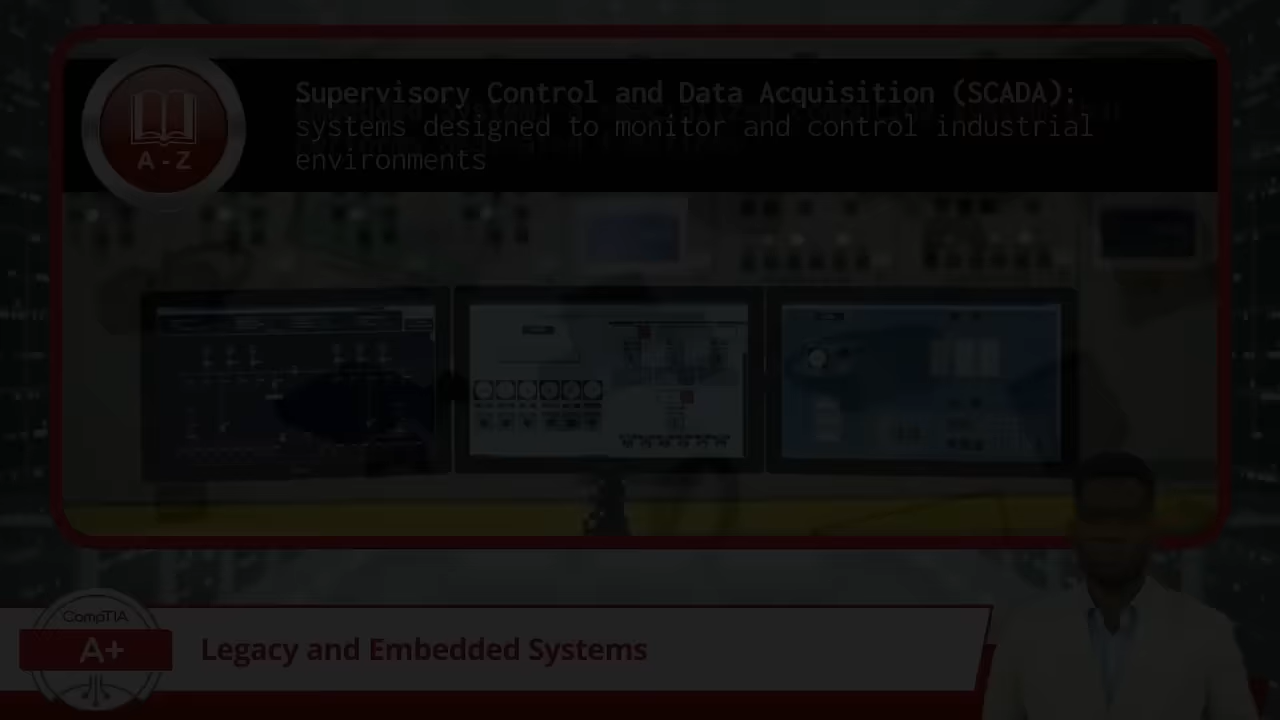 Supervisory Control and Data Acquisition (SCADA):
systems designed to monitor and control industrial
environments
A-Z
CompTIA
A+
Legacy and Embedded Systems